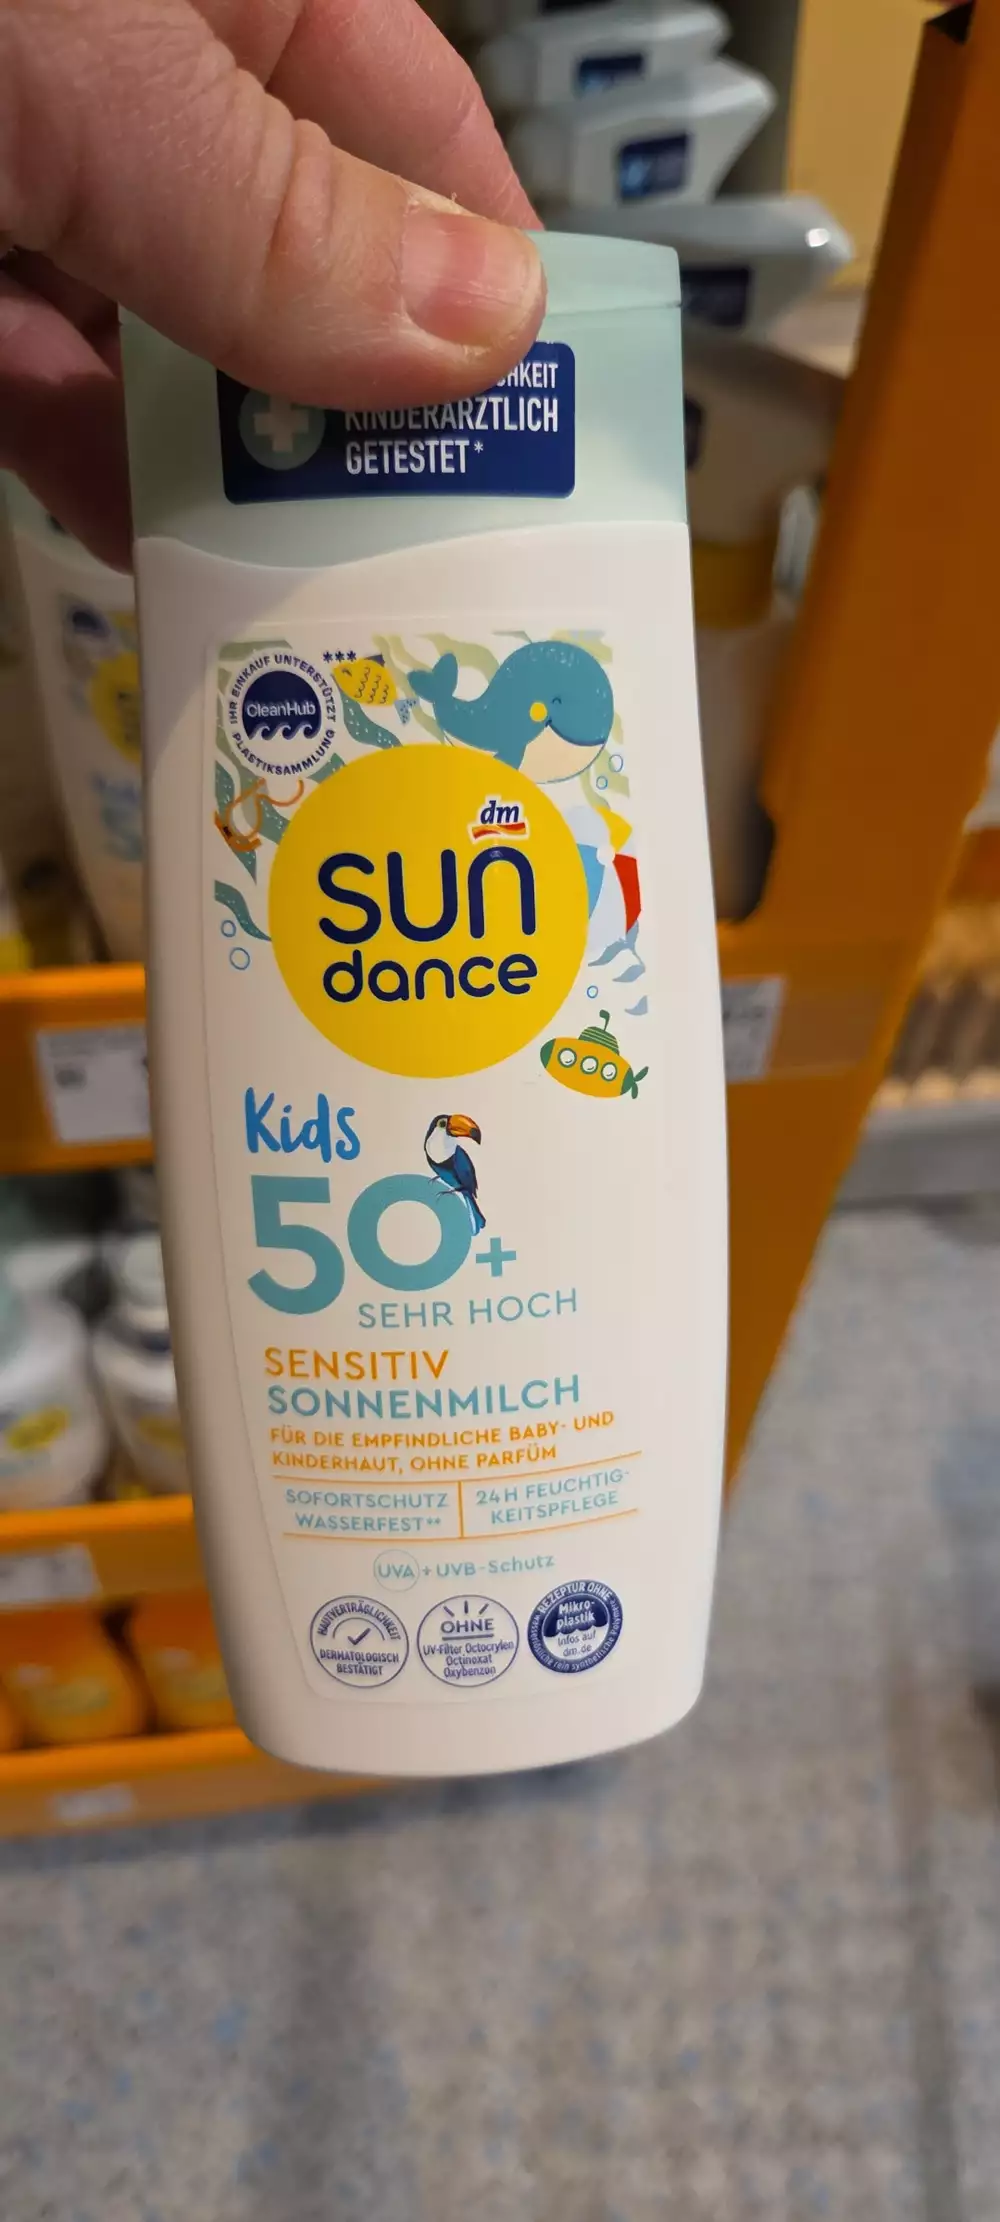 KINDERÄRZTLICH
GETESTET*
IHR EINKAUF UNTERSTÜTZT
PLASTIKSAMMLUNG
***
CleanHub
dm
sun
dance
Kids
50+
SEHR HOCH
SENSITIV
SONNENMILCH
FÜR DIE EMPFINDLICHE BABY- UND
KINDERHAUT, OHNE PARFÜM
SOFORTSCHUTZ
WASSERFEST**
24H FEUCHTIG-
KEITSPFLEGE
UVA + UVB-Schutz
HAUTVERTRÄGLICHKEIT
DERMATOLOGISCH
BESTÄTIGT
OHNE
UV-Filter Octocrylen
Octinoxat
Oxybenzon
REZEPTUR OHNE
Mikro-
plastik
Infos auf
dm.de